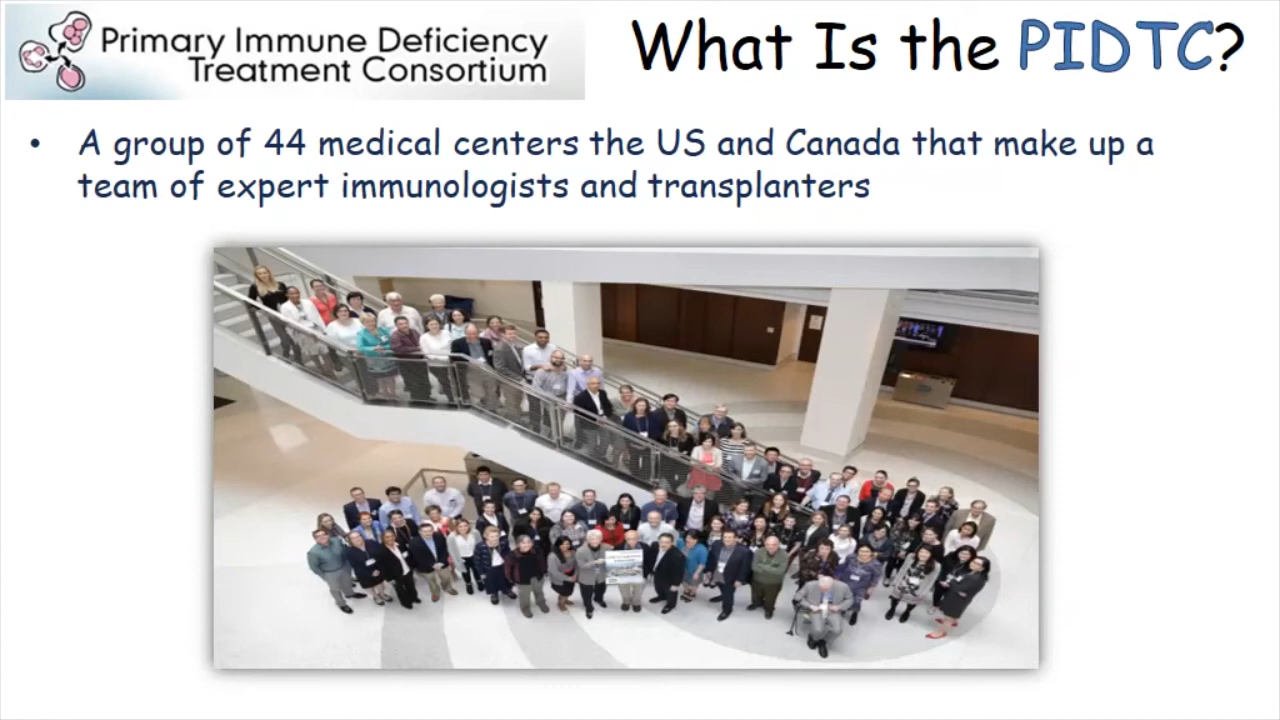 Primary Immune Deficiency
Treatment Consortium
What Is the PIDTC?
• A group of 44 medical centers the US and Canada that make up a
team of expert immunologists and transplanters